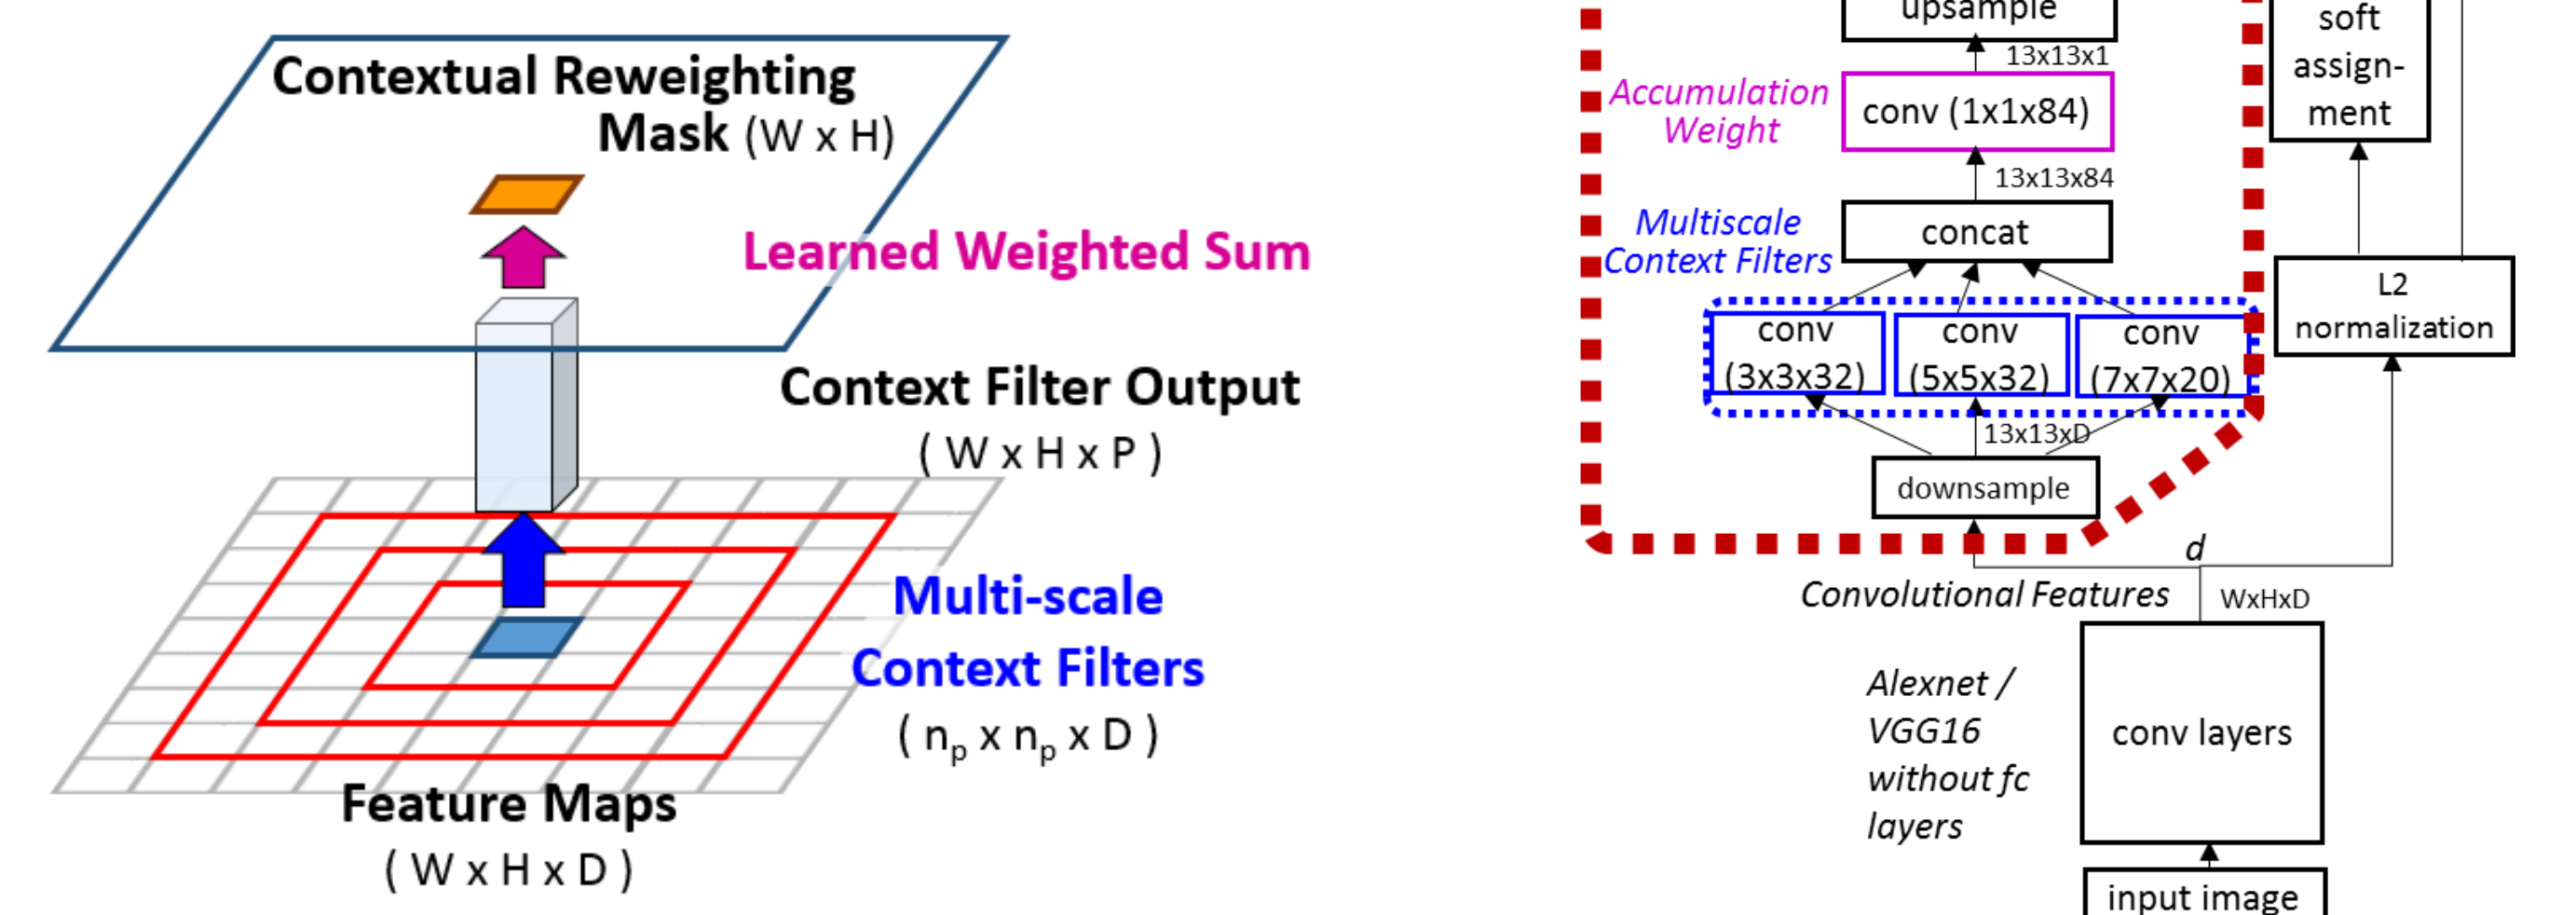 Contextual Reweighting
Mask (W x H)
Learned Weighted Sum
Context Filter Output
( W x H x P )
Multi-scale
Context Filters
( nₚ x nₚ x D )
Feature Maps
( W x H x D )
upsample
13x13x1
Accumulation
Weight
conv (1x1x84)
13x13x84
Multiscale
Context Filters
concat
conv
(3x3x32)
conv
(5x5x32)
conv
(7x7x20)
13x13xD
downsample
soft
assign-
ment
L2
normalization
d
Convolutional Features
WxHxD
Alexnet /
VGG16
without fc
layers
conv layers
input image